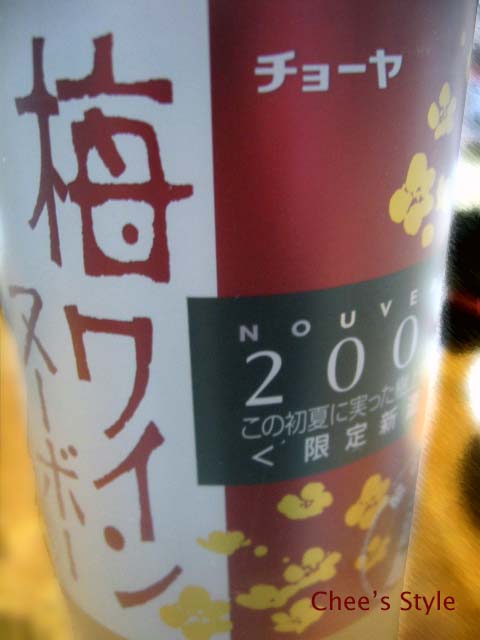 チョーヤ
梅ワイン
ヌーボー
NOUVE
200
この初夏に実った
<限定新
Chee's Style